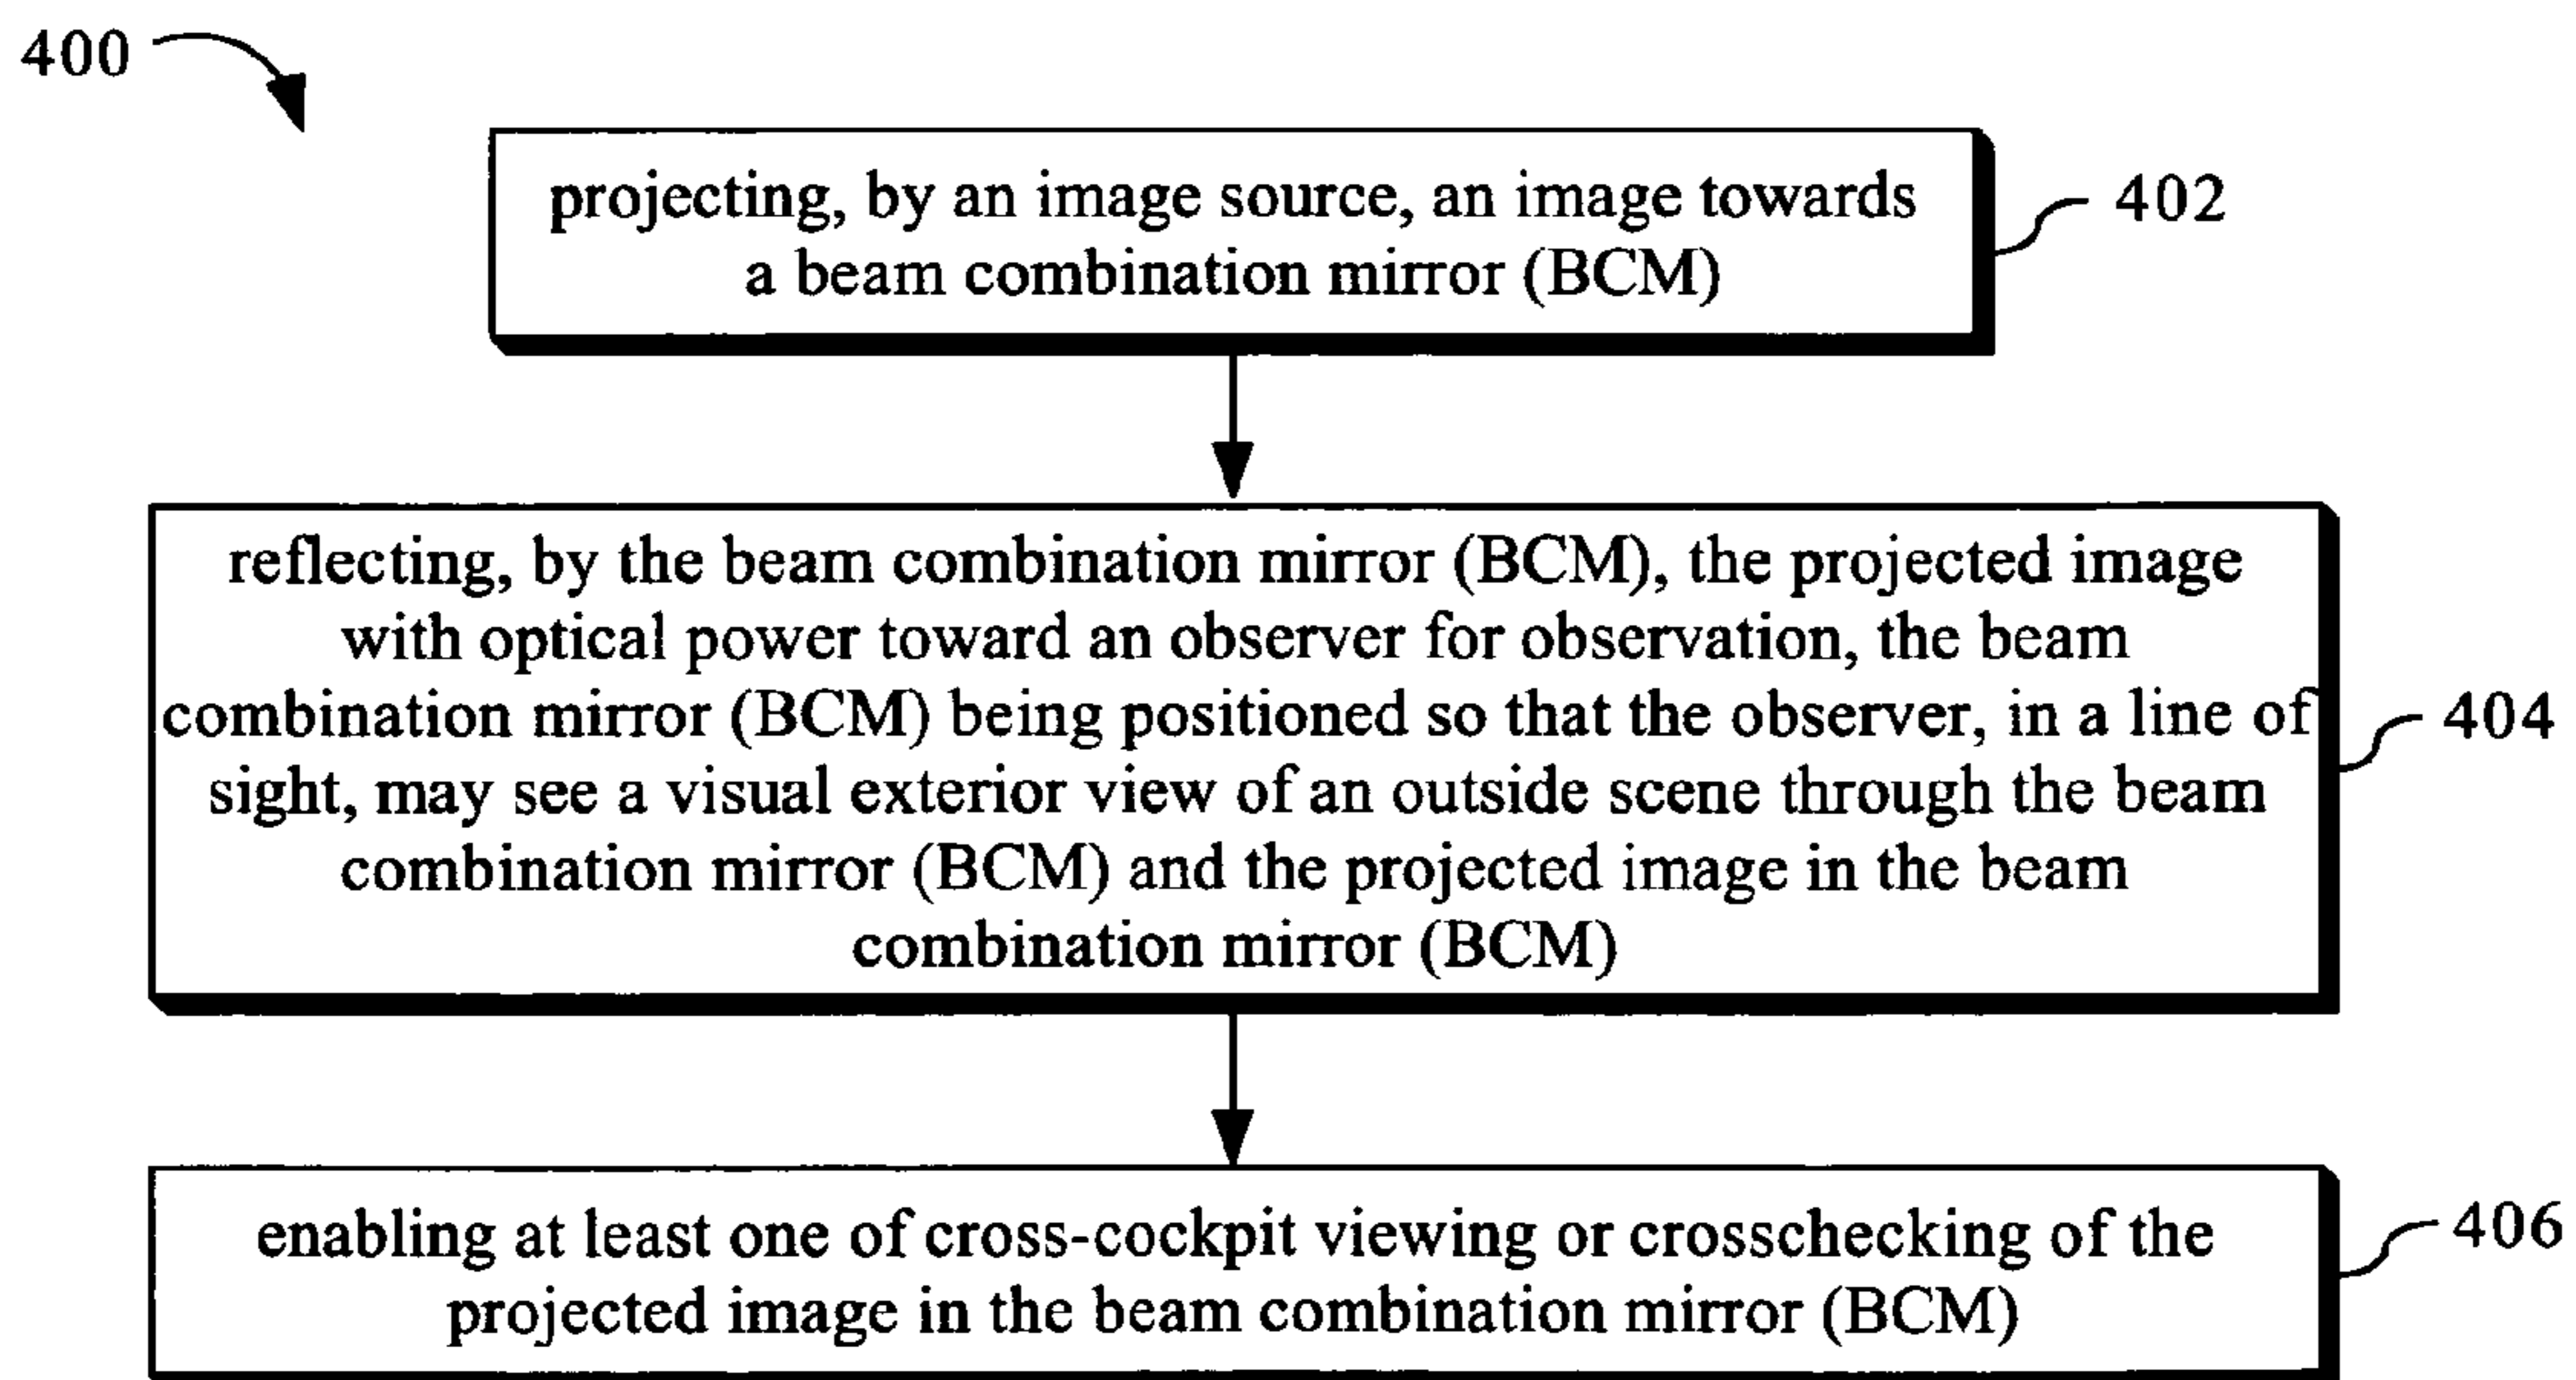 400
projecting, by an image source, an image towards
a beam combination mirror (BCM)
402
reflecting, by the beam combination mirror (BCM), the projected image
with optical power toward an observer for observation, the beam
combination mirror (BCM) being positioned so that the observer, in a line of
sight, may see a visual exterior view of an outside scene through the beam
combination mirror (BCM) and the projected image in the beam
combination mirror (BCM)
404
enabling at least one of cross-cockpit viewing or crosschecking of the
projected image in the beam combination mirror (BCM)
406